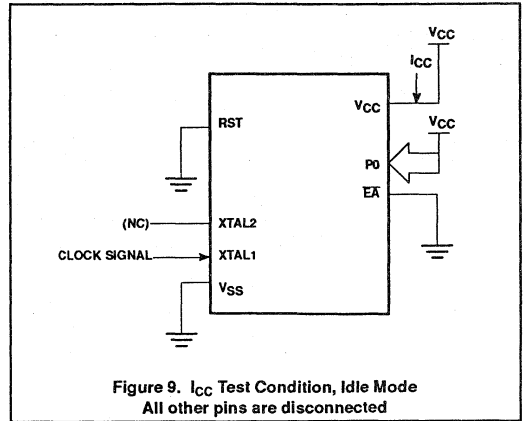 VCC
ICC
VCC
RST
VCC
P0
EA
(NC)
XTAL2
CLOCK SIGNAL
XTAL1
VSS
Figure 9. ICC Test Condition, Idle Mode
All other pins are disconnected